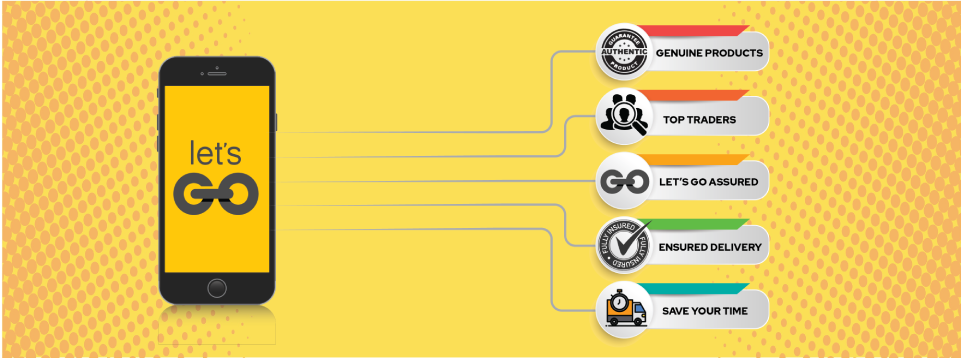 let's
GO
GUARANTEE
AUTHENTIC
PRODUCT
GENUINE PRODUCTS
TOP TRADERS
GO
LET'S GO ASSURED
FULLY INSURED
FULLY INSURED
ENSURED DELIVERY
SAVE YOUR TIME